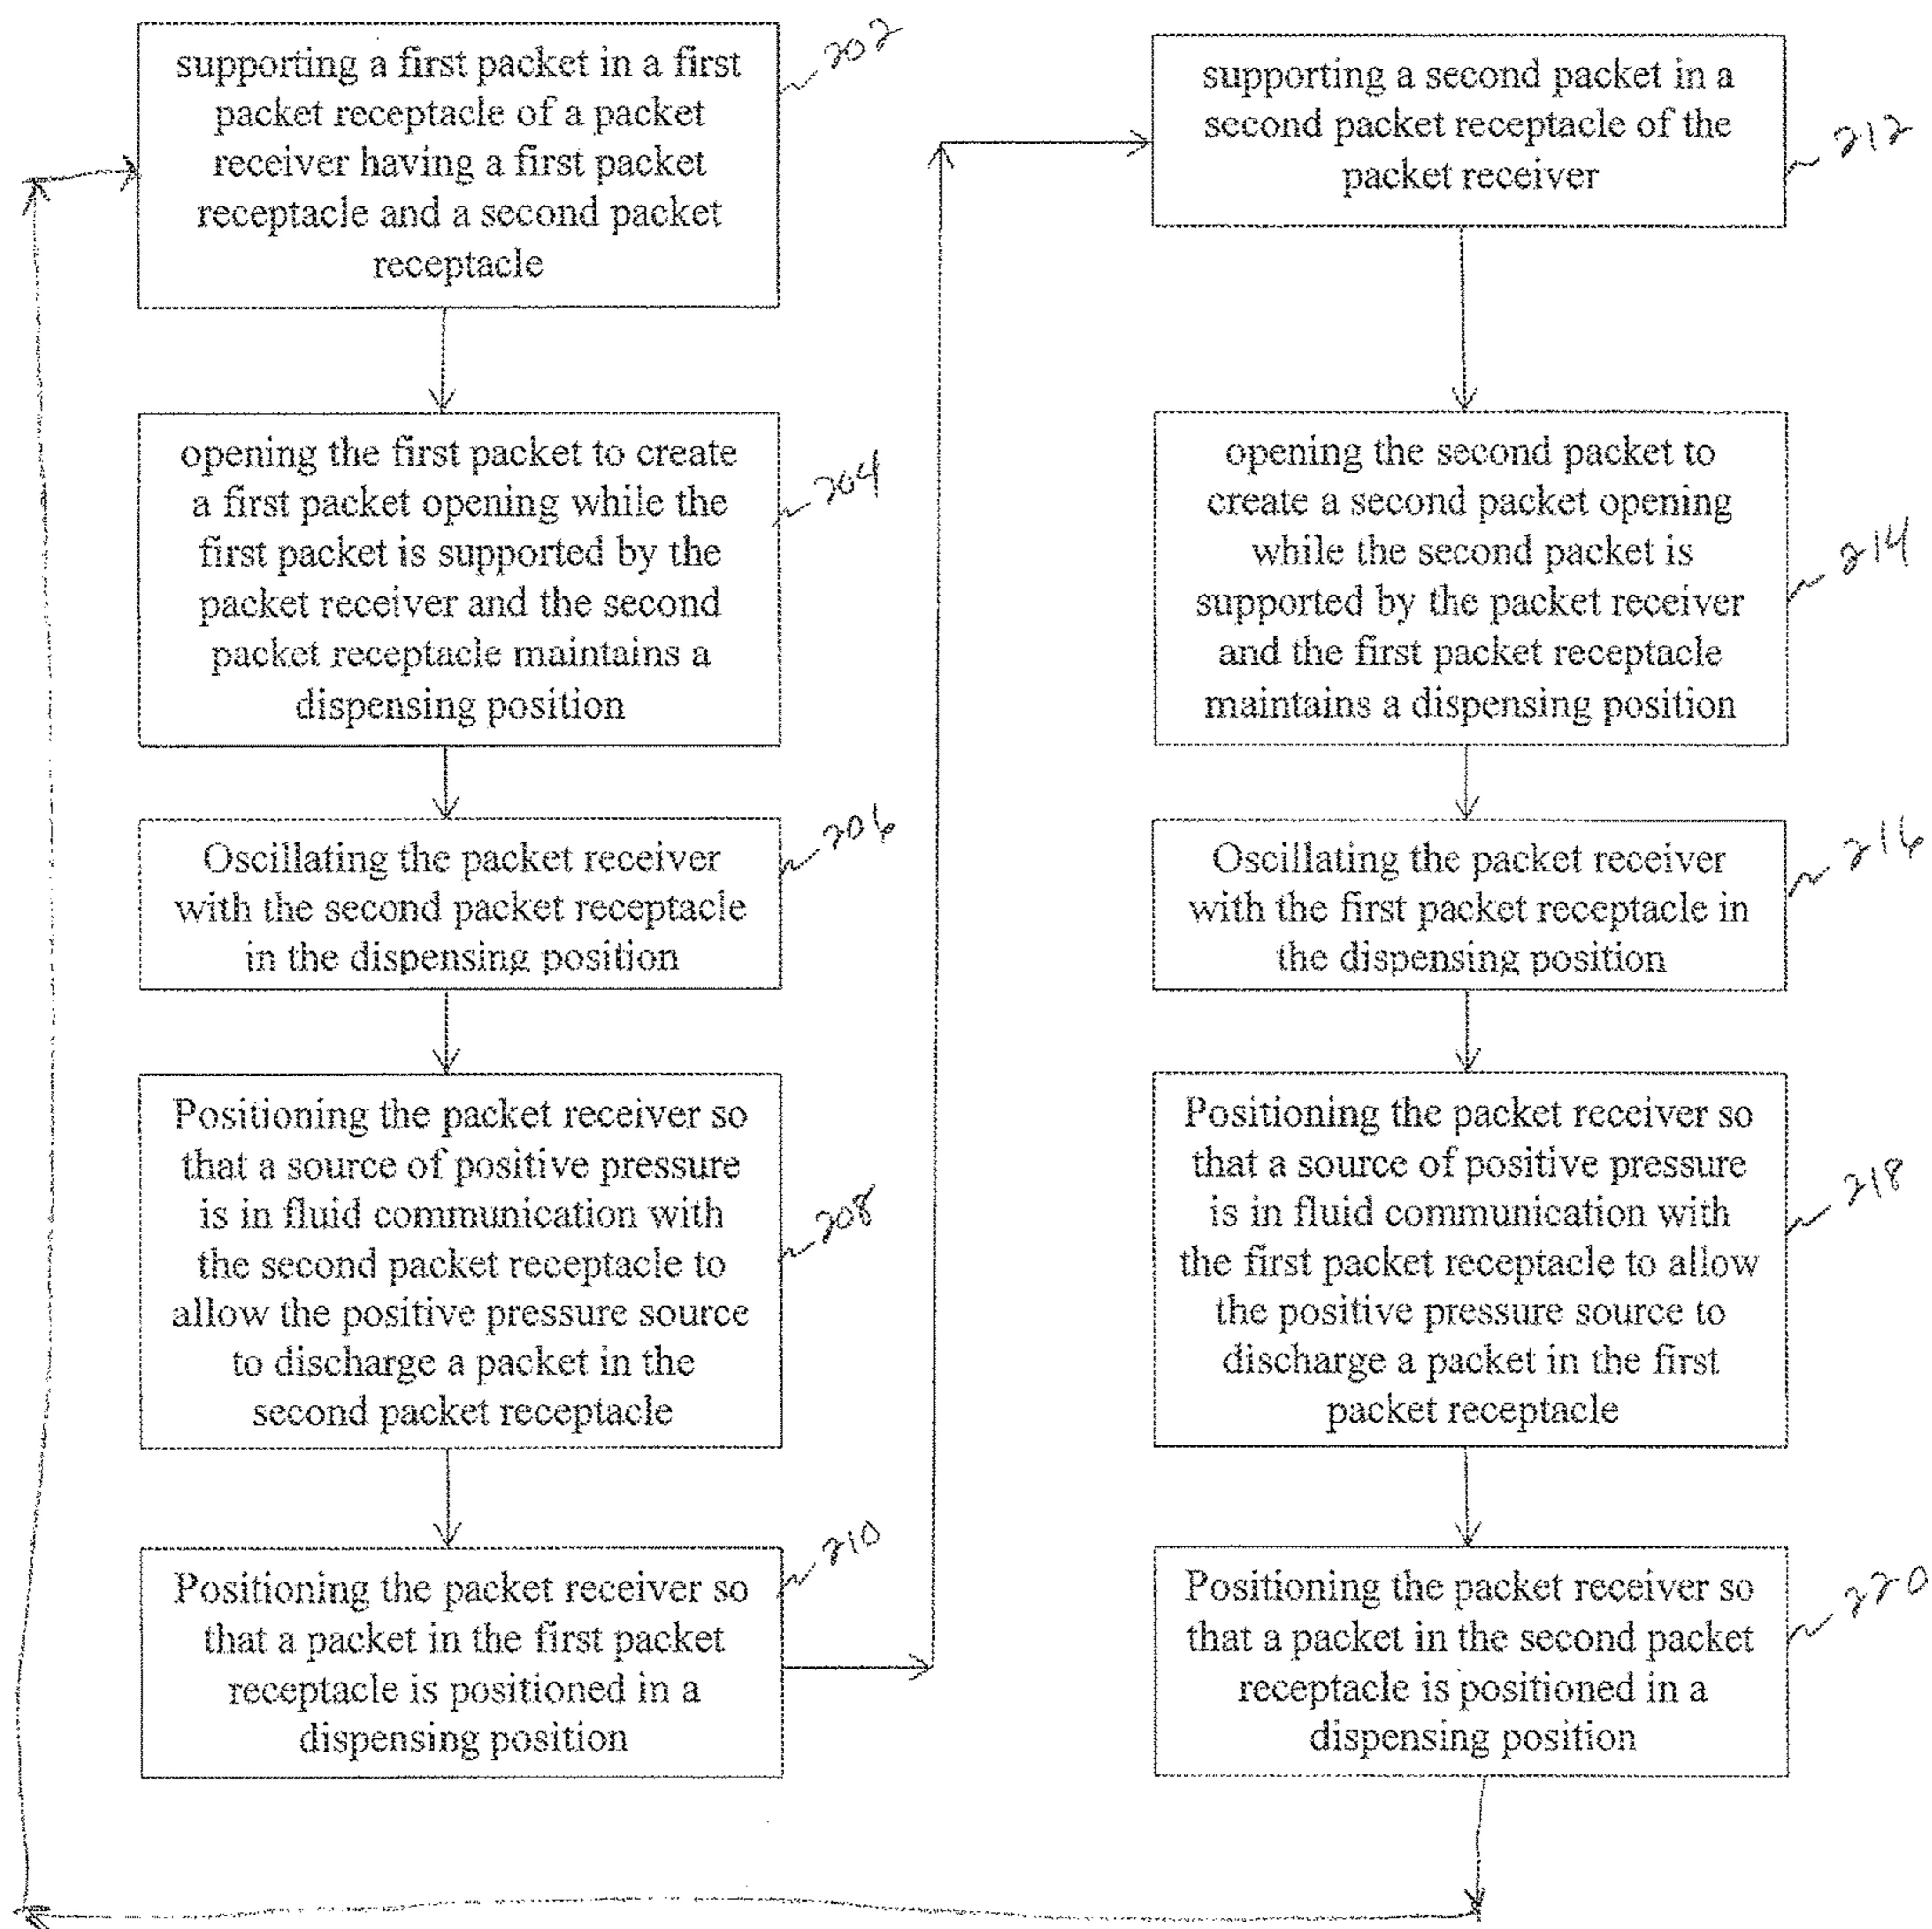 supporting a first packet in a first
packet receptacle of a packet
receiver having a first packet
receptacle and a second packet
receptacle
202
opening the first packet to create
a first packet opening while the
first packet is supported by the
packet receiver and the second
packet receptacle maintains a
dispensing position
204
Oscillating the packet receiver
with the second packet receptacle
in the dispensing position
206
Positioning the packet receiver so
that a source of positive pressure
is in fluid communication with
the second packet receptacle to
allow the positive pressure source
to discharge a packet in the
second packet receptacle
208
Positioning the packet receiver so
that a packet in the first packet
receptacle is positioned in a
dispensing position
210
supporting a second packet in a
second packet receptacle of the
packet receiver
212
opening the second packet to
create a second packet opening
while the second packet is
supported by the packet receiver
and the first packet receptacle
maintains a dispensing position
214
Oscillating the packet receiver
with the first packet receptacle in
the dispensing position
216
Positioning the packet receiver so
that a source of positive pressure
is in fluid communication with
the first packet receptacle to allow
the positive pressure source to
discharge a packet in the first
packet receptacle
218
Positioning the packet receiver so
that a packet in the second packet
receptacle is positioned in a
dispensing position
220